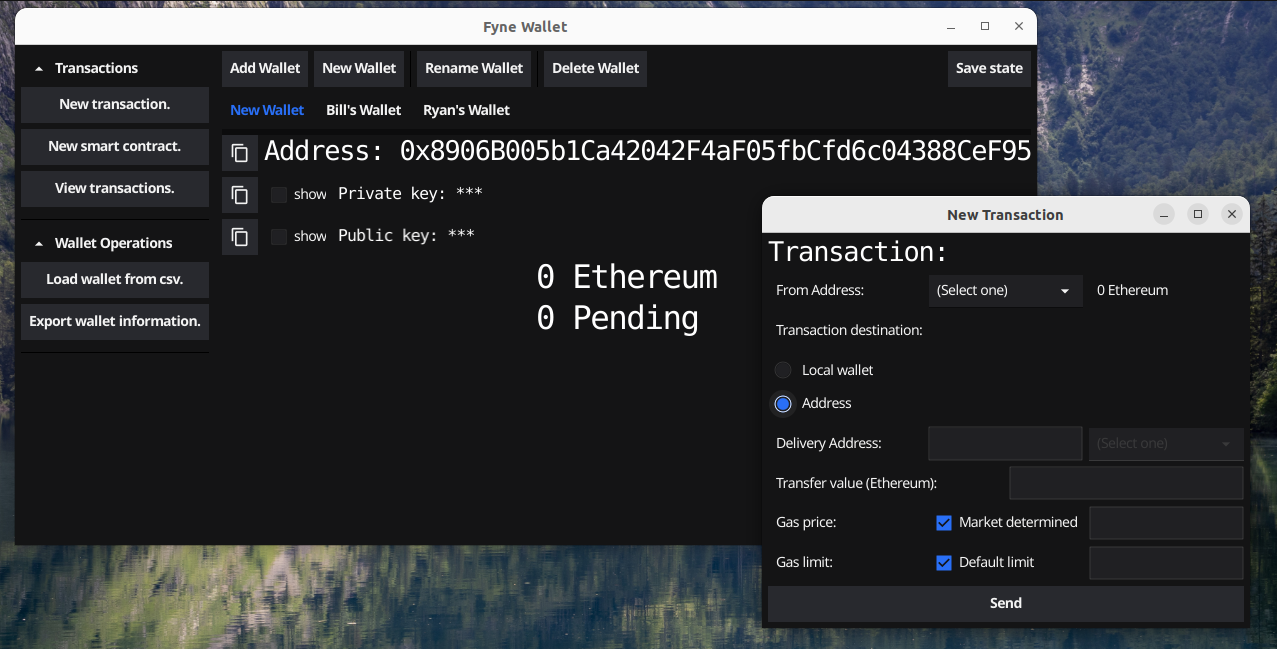 Fyne Wallet
Transactions
New transaction.
New smart contract.
View transactions.
Wallet Operations
Load wallet from csv.
Export wallet information.
Add Wallet New Wallet Rename Wallet Delete Wallet Save state
New Wallet Bill's Wallet Ryan's Wallet
Address: 0x8906B005b1Ca42042F4aF05fbCfd6c04388CeF95
show Private key: ***
show Public key: ***
0 Ethereum
0 Pending
New Transaction
Transaction:
From Address: (Select one) 0 Ethereum
Transaction destination:
Local wallet
Address
Delivery Address: (Select one)
Transfer value (Ethereum):
Gas price: Market determined
Gas limit: Default limit
Send